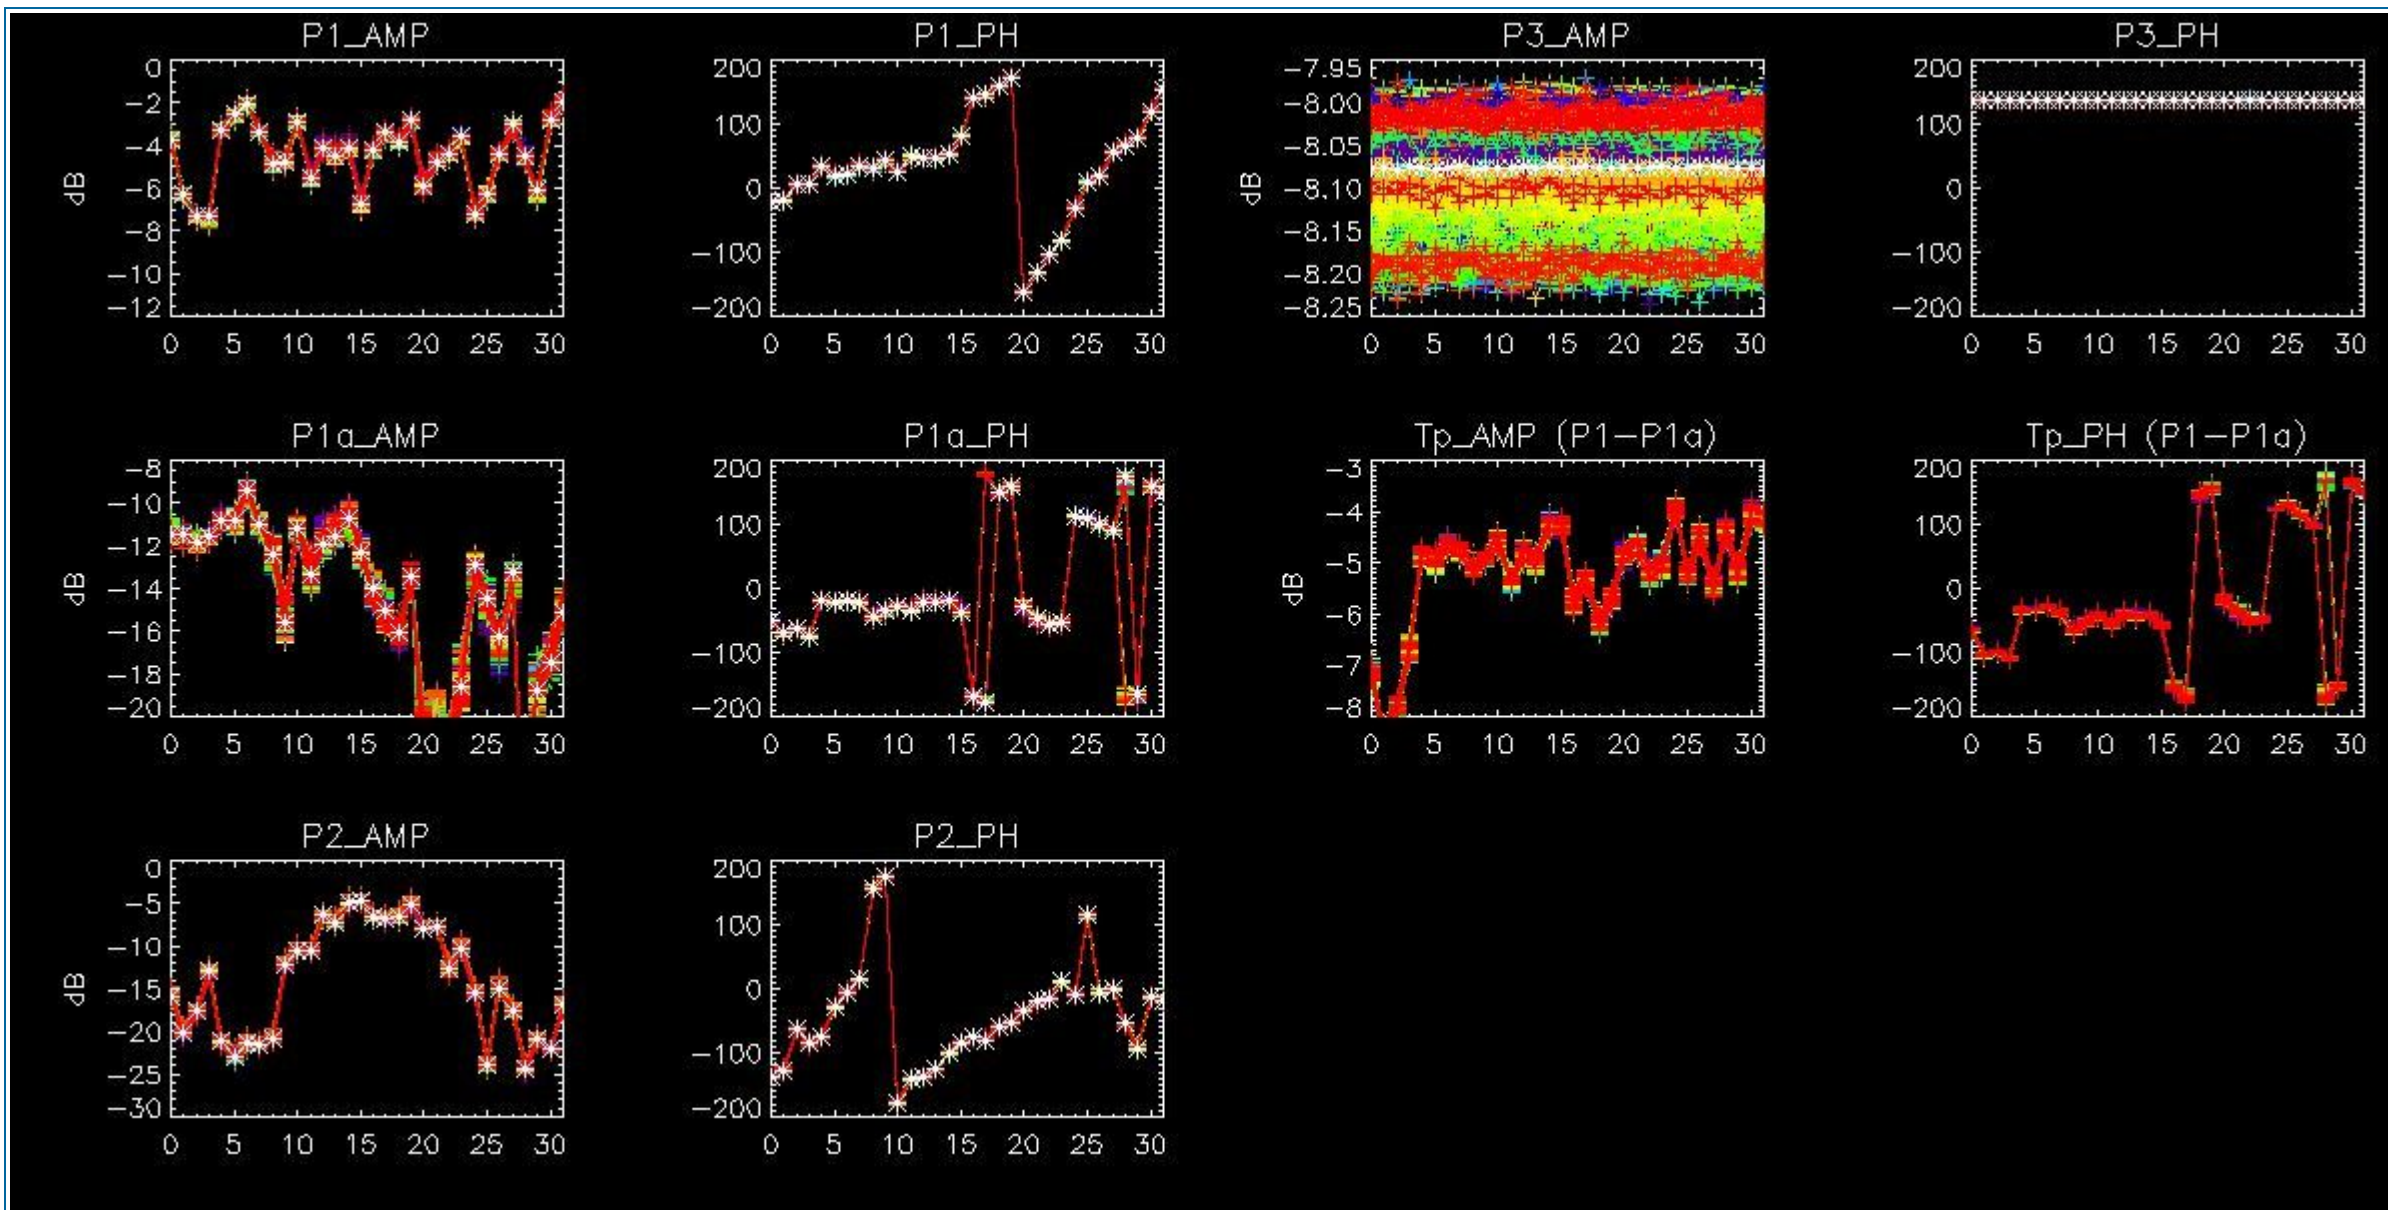 P1_AMP
0
−2
−4
−6
−8
−10
−12
dB
0 5 10 15 20 25 30
P1_PH
200
100
0
−100
−200
0 5 10 15 20 25 30
P3_AMP
−7.95
−8.00
−8.05
−8.10
−8.15
−8.20
−8.25
dB
0 5 10 15 20 25 30
P3_PH
200
100
0
−100
−200
0 5 10 15 20 25 30
P1a_AMP
−8
−10
−12
−14
−16
−18
−20
dB
0 5 10 15 20 25 30
P1a_PH
200
100
0
−100
−200
0 5 10 15 20 25 30
Tp_AMP (P1−P1a)
−3
−4
−5
−6
−7
−8
dB
0 5 10 15 20 25 30
Tp_PH (P1−P1a)
200
100
0
−100
−200
0 5 10 15 20 25 30
P2_AMP
0
−5
−10
−15
−20
−25
−30
dB
0 5 10 15 20 25 30
P2_PH
200
100
0
−100
−200
0 5 10 15 20 25 30